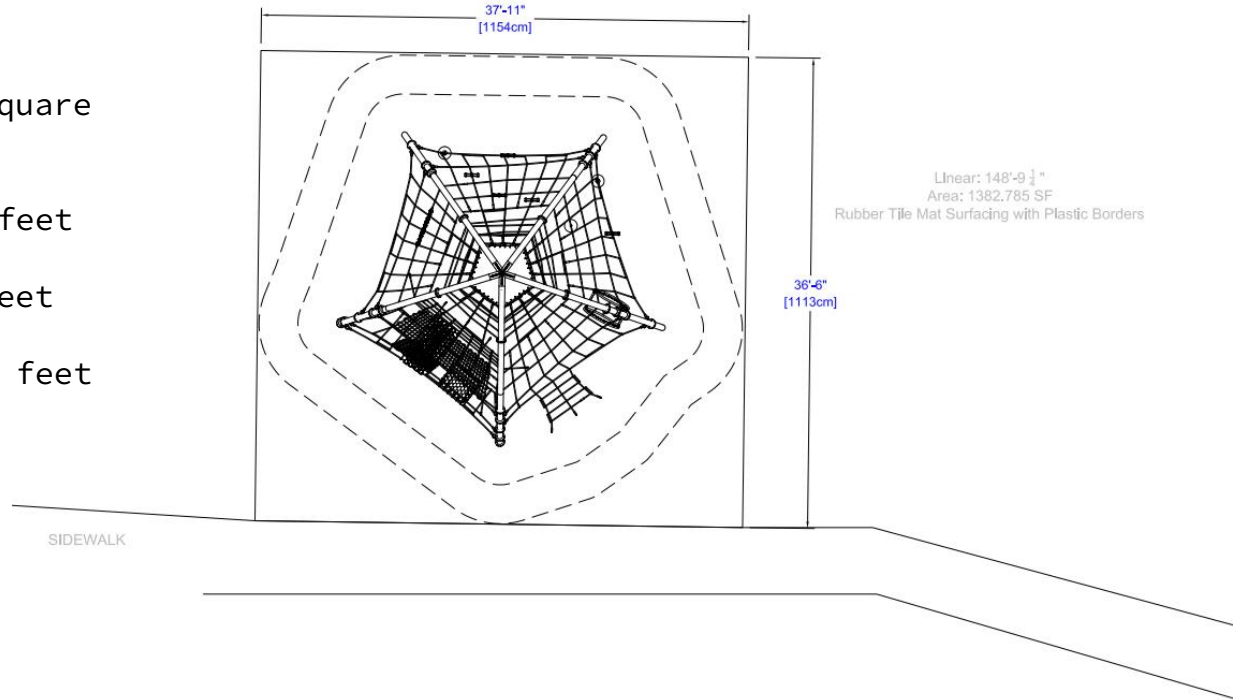 37'-11"
[1154cm]
quare
feet
eet
feet
Linear: 148'-9 1/4"
Area: 1382.785 SF
Rubber Tile Mat Surfacing with Plastic Borders
36'-6"
[1113cm]
SIDEWALK